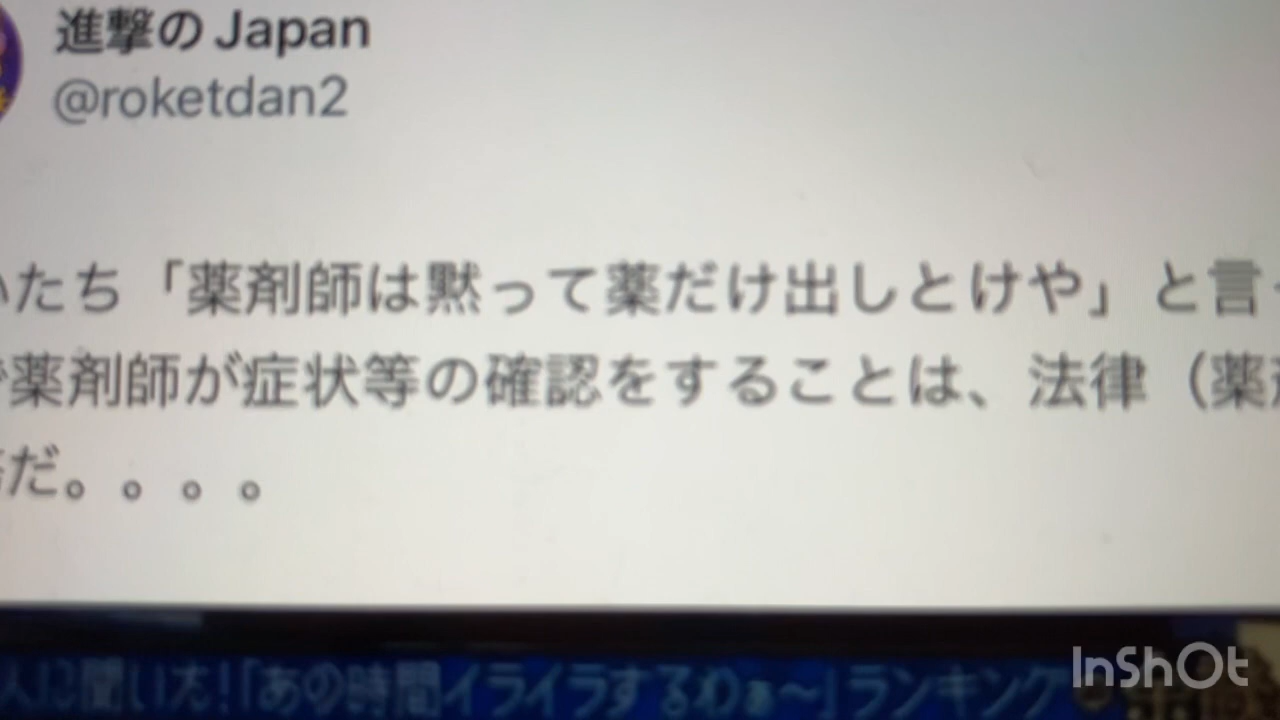 進撃の Japan
@roketdan2
たち「薬剤師は黙って薬だけ出しとけや」と言
薬剤師が症状等の確認をすることは、法律（薬
だ。。。。
人に聞いた！「あの時間イライラするわぁ〜」ランキング
InShOt